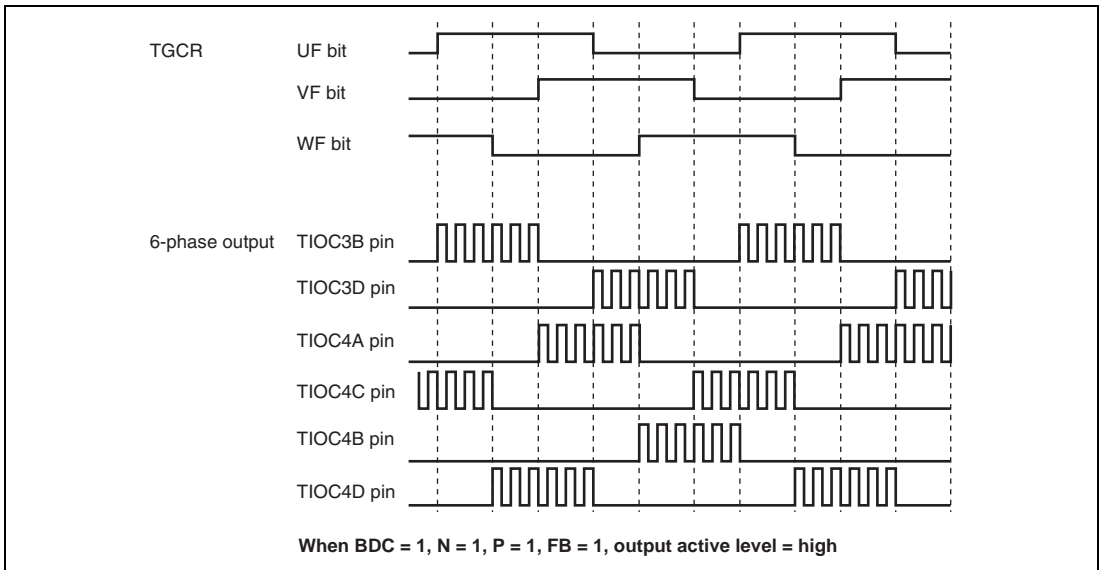 TGCR UF bit
VF bit
WF bit
6-phase output TIOC3B pin
TIOC3D pin
TIOC4A pin
TIOC4C pin
TIOC4B pin
TIOC4D pin
When BDC = 1, N = 1, P = 1, FB = 1, output active level = high